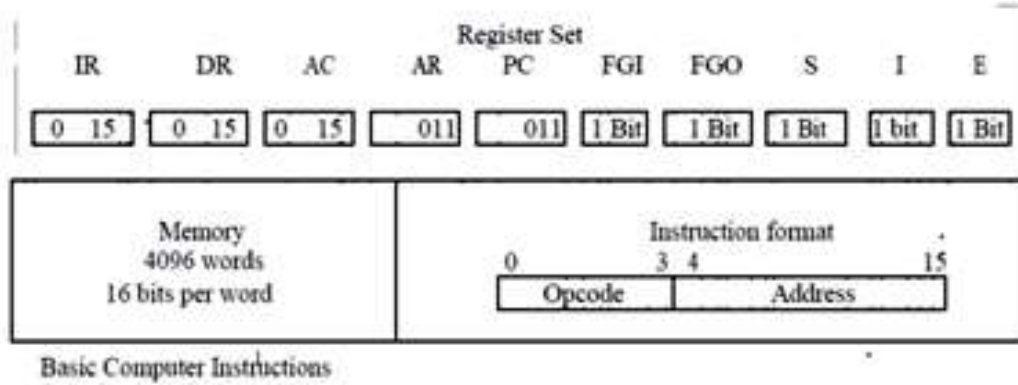 Register Set
IR DR AC AR PC FGI FGO S I E
0 15 0 15 0 15 011 011 1 Bit 1 Bit 1 Bit 1 bit 1 Bit
Memory
4096 words
16 bits per word
Instruction format
0 3 4 15
Opcode Address
Basic Computer Instructions